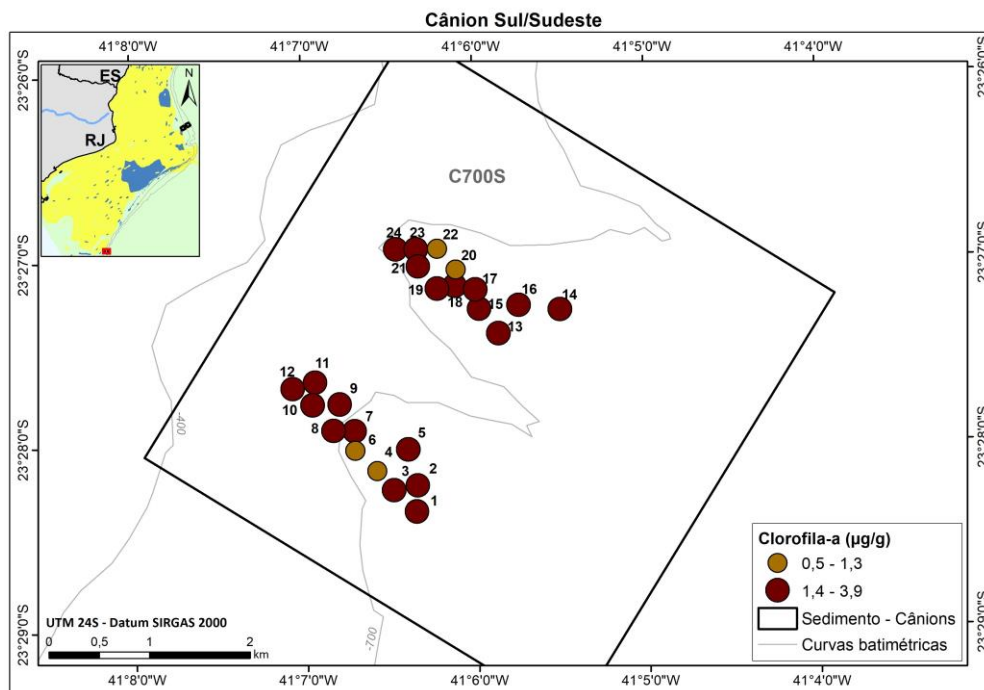 Cânion Sul/Sudeste
41°8'0"W 41°7'0"W 41°6'0"W 41°5'0"W 41°4'0"W
23°26'0"S 23°26'0"S
ES
N
RJ
C700S
24 23 22
20
21
23°27'0"S 23°27'0"S
19 18 17 16 14
15
13
12 11
10 9
8 7
-400
6 5
23°28'0"S 23°28'0"S
4
3 2
1
Clorofila-a (µg/g)
0,5 - 1,3
1,4 - 3,9
Sedimento - Cânions
Curvas batimétricas
-700
23°29'0"S 23°29'0"S
UTM 24S - Datum SIRGAS 2000
0 0,5 1 2
km
41°8'0"W 41°7'0"W 41°6'0"W 41°5'0"W 41°4'0"W